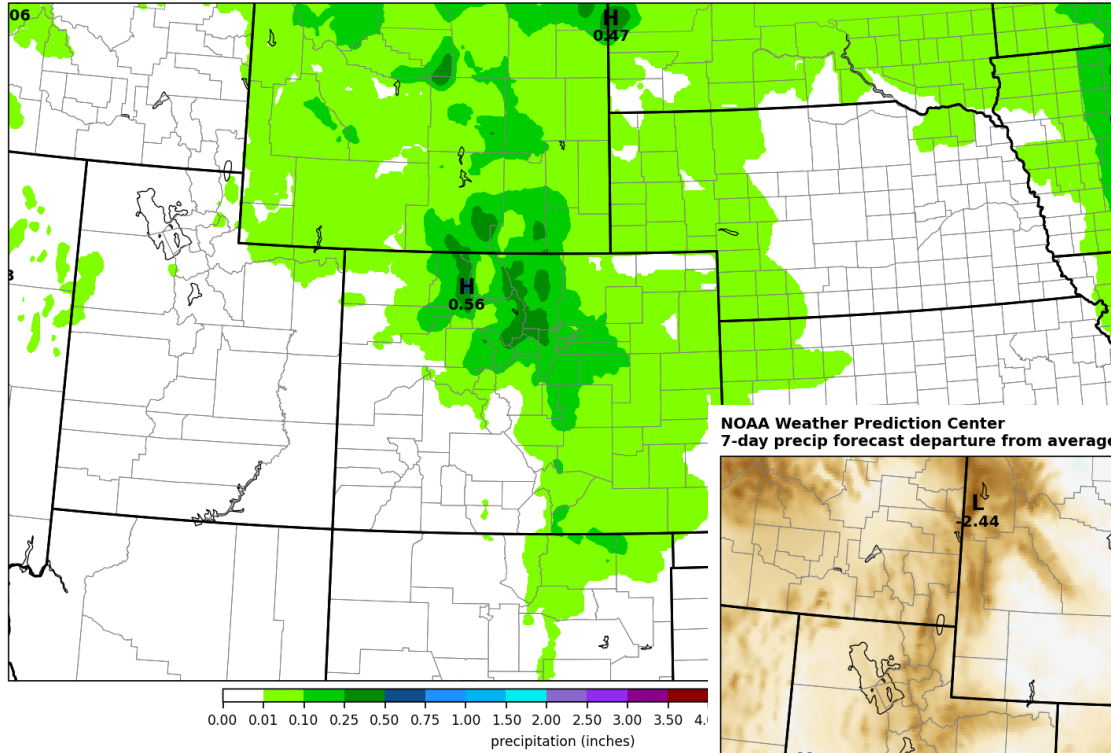 06
H
0.47
H
0.56
NOAA Weather Prediction Center
7-day precip forecast departure from average
L
-2.44
0.00 0.01 0.10 0.25 0.50 0.75 1.00 1.50 2.00 2.50 3.00 3.50
precipitation (inches)